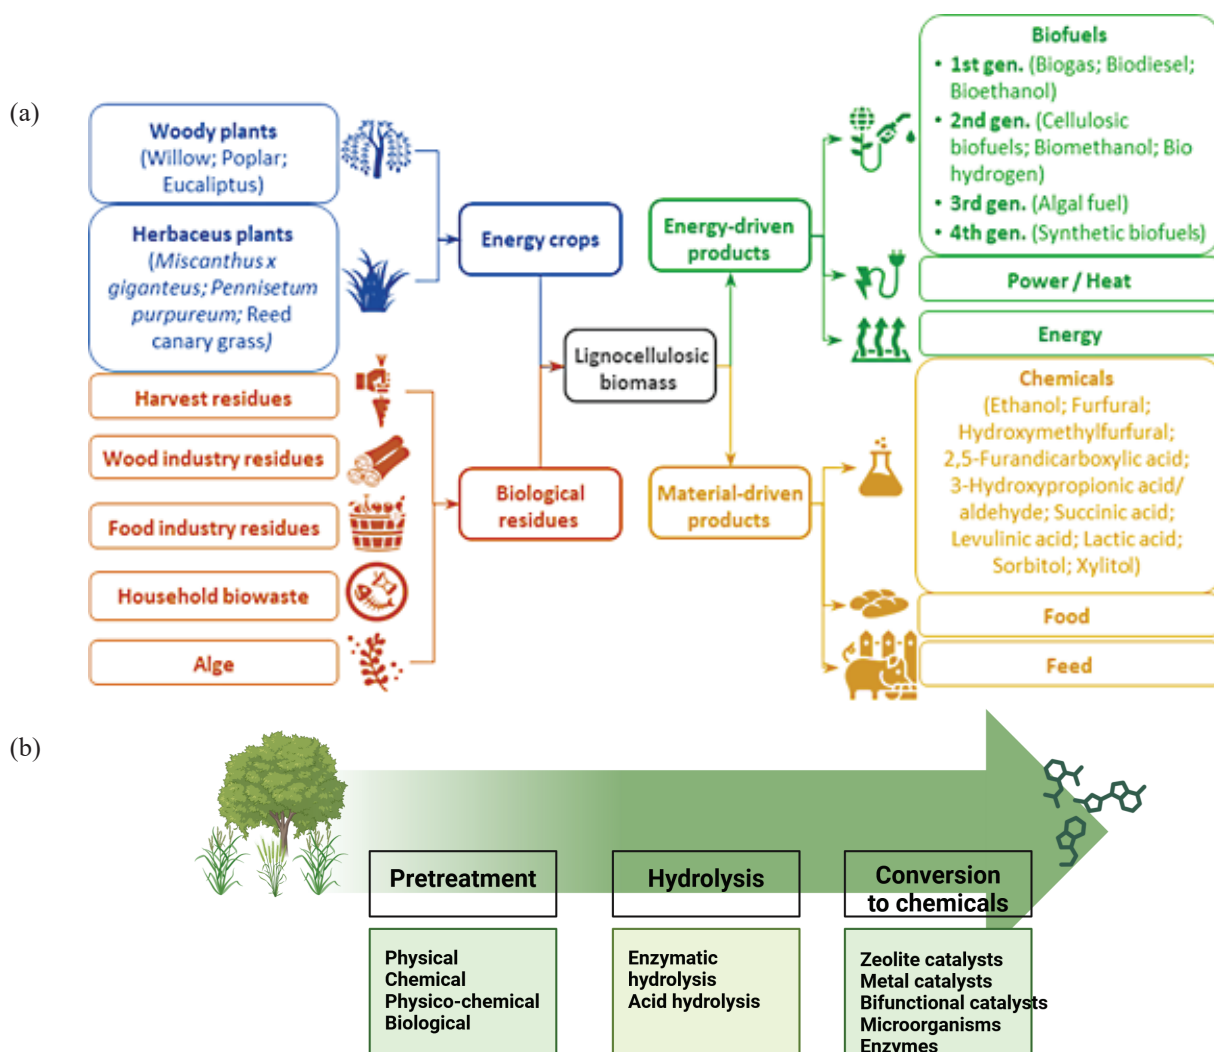 (a)
Woody plants
(Willow; Poplar;
Eucaliptus)
Herbaceus plants
(Miscanthus x
giganteus; Pennisetum
purpureum; Reed
canary grass)
Harvest residues
Wood industry residues
Food industry residues
Household biowaste
Alge
Energy crops
Biological
residues
Lignocellulosic
biomass
Energy-driven
products
Material-driven
products
Biofuels
• 1st gen. (Biogas; Biodiesel;
Bioethanol)
• 2nd gen. (Cellulosic
biofuels; Biomethanol; Bio
hydrogen)
• 3rd gen. (Algal fuel)
• 4th gen. (Synthetic biofuels)
Power / Heat
Energy
Chemicals
(Ethanol; Furfural;
Hydroxymethylfurfural;
2,5-Furandicarboxylic acid;
3-Hydroxypropionic acid/
aldehyde; Succinic acid;
Levulinic acid; Lactic acid;
Sorbitol; Xylitol)
Food
Feed
(b)
Pretreatment
Physical
Chemical
Physico-chemical
Biological
Hydrolysis
Enzymatic
hydrolysis
Acid hydrolysis
Conversion
to chemicals
Zeolite catalysts
Metal catalysts
Bifunctional catalysts
Microorganisms
Enzymes